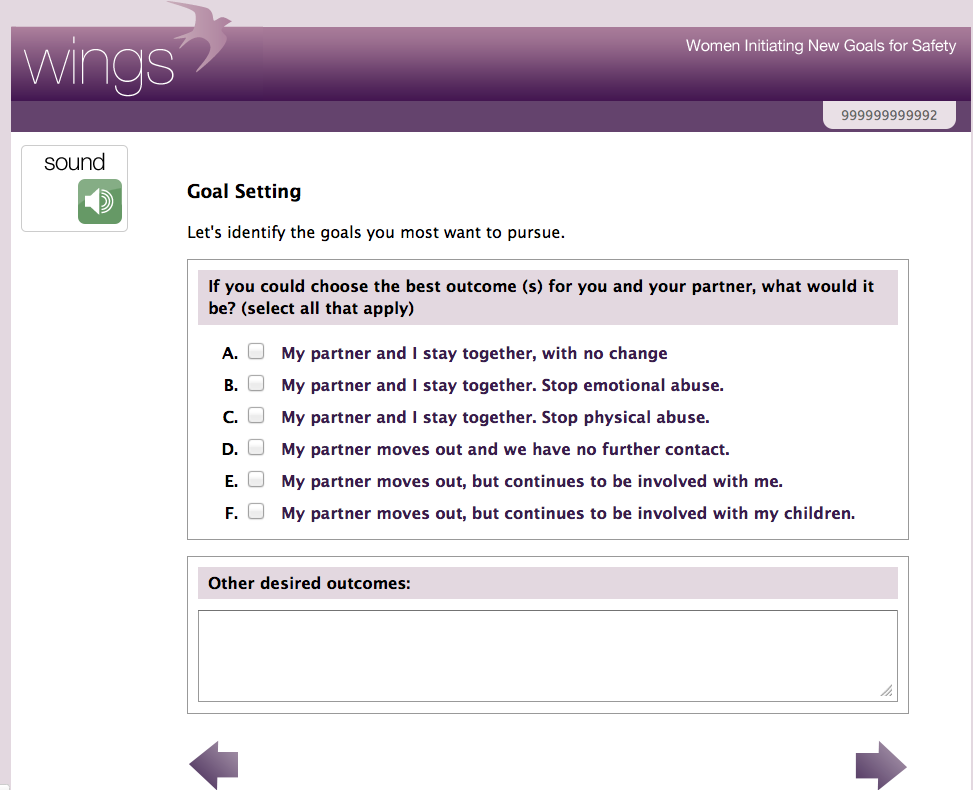 wings
Women Initiating New Goals for Safety
999999999992
sound
Goal Setting
Let's identify the goals you most want to pursue.
If you could choose the best outcome (s) for you and your partner, what would it
be? (select all that apply)
A. My partner and I stay together, with no change
B. My partner and I stay together. Stop emotional abuse.
C. My partner and I stay together. Stop physical abuse.
D. My partner moves out and we have no further contact.
E. My partner moves out, but continues to be involved with me.
F. My partner moves out, but continues to be involved with my children.
Other desired outcomes: